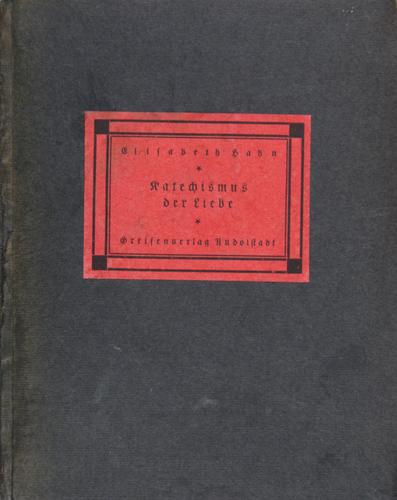 Elisabeth Hahn
*
Katechismus
der Liebe
*
Greifenverlag Rudolstadt